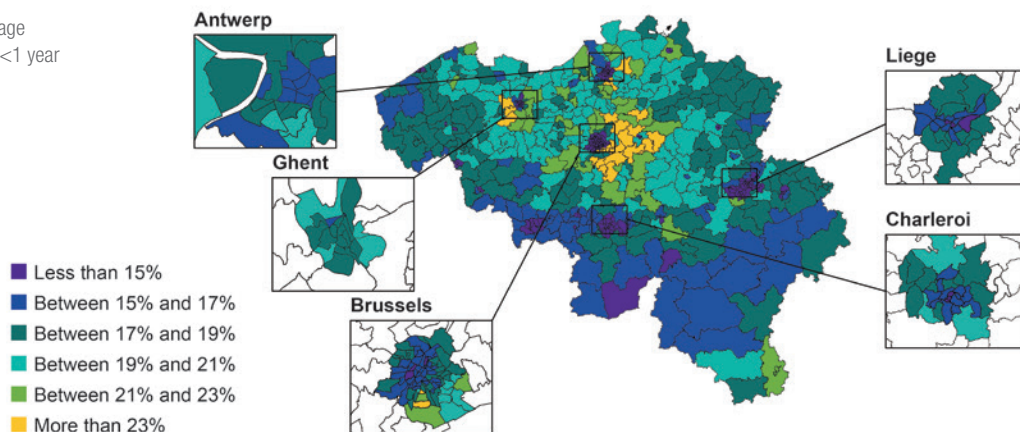 age
<1 year
Antwerp
Ghent
Brussels
Liege
Charleroi
Less than 15%
Between 15% and 17%
Between 17% and 19%
Between 19% and 21%
Between 21% and 23%
More than 23%